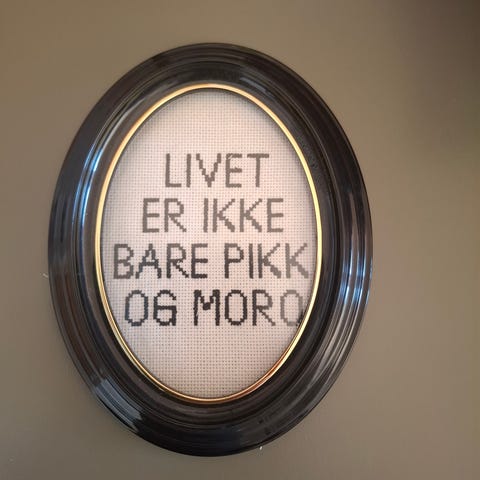 LIVET
ER IKKE
BARE PIKK
OG MORO